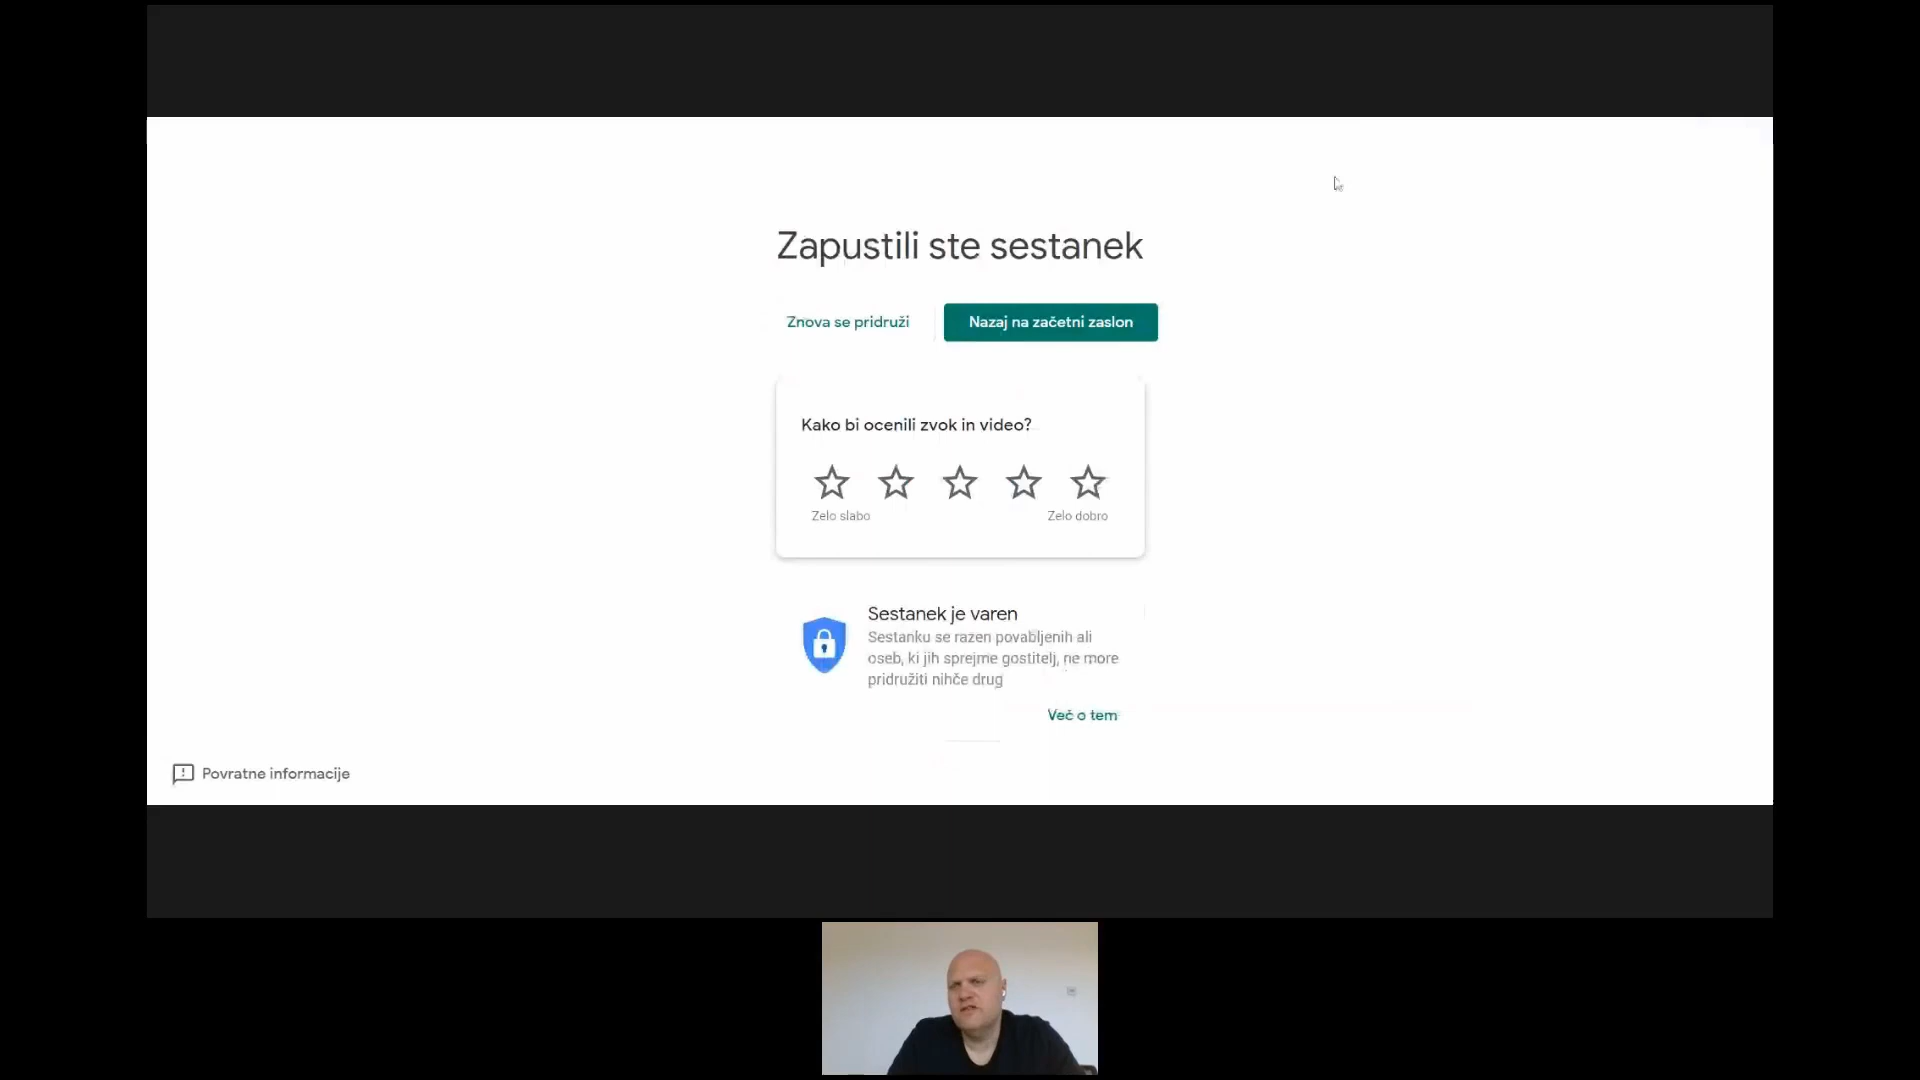 Zapustili ste sestanek
Znova se pridruži
Nazaj na začetni zaslon
Kako bi ocenili zvok in video?
Zelo slabo
Zelo dobro
Sestanek je varen
Sestanku se razen povabljenih ali
oseb, ki jih sprejme gostitelj, ne more
pridružiti nihče drug
Več o tem
Povratne informacije